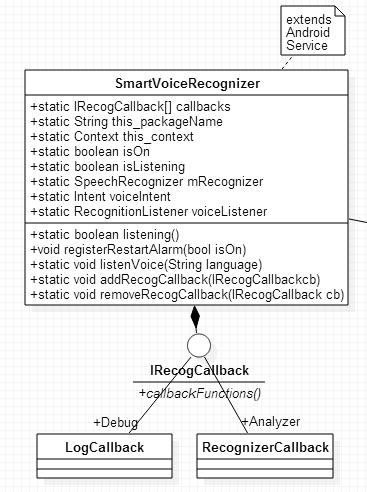 extends
Android
Service
SmartVoiceRecognizer
+static IRecogCallback[] callbacks
+static String this_packageName
+static Context this_context
+static boolean isOn
+static boolean isListening
+static SpeechRecognizer mRecognizer
+static Intent voiceIntent
+static RecognitionListener voiceListener
+static boolean listening()
+void registerRestartAlarm(bool isOn)
+static void listenVoice(String language)
+static void addRecogCallback(IRecogCallbackcb)
+static void removeRecogCallback(IRecogCallback cb)
IRecogCallback
+callbackFunctions()
+Debug
+Analyzer
LogCallback
RecognizerCallback